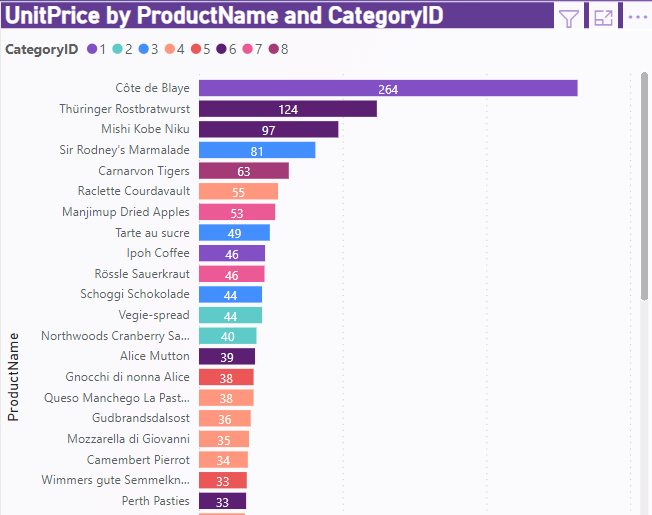 UnitPrice by ProductName and CategoryID
CategoryID 1 2 3 4 5 6 7 8
Côte de Blaye 264
Thüringer Rostbratwurst 124
Mishi Kobe Niku 97
Sir Rodney's Marmalade 81
Carnarvon Tigers 63
Raclette Courdavault 55
Manjimup Dried Apples 53
Tarte au sucre 49
Ipoh Coffee 46
Rössle Sauerkraut 46
Schoggi Schokolade 44
Vegie-spread 44
Northwoods Cranberry Sa... 40
Alice Mutton 39
Gnocchi di nonna Alice 38
Queso Manchego La Past... 38
Gudbrandsdalsost 36
Mozzarella di Giovanni 35
Camembert Pierrot 34
Wimmers gute Semmelkn... 33
Perth Pasties 33
ProductName